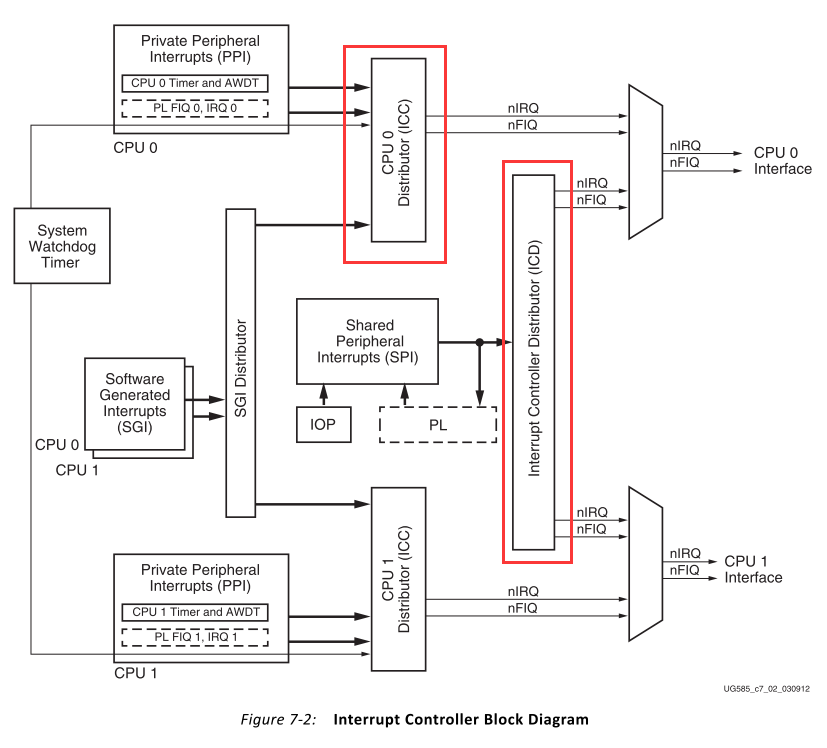 Private Peripheral
Interrupts (PPI)
CPU 0 Timer and AWDT
PL FIQ 0, IRQ 0
CPU 0
CPU 0
Distributor (ICC)
nIRQ
nFIQ
nIRQ
nFIQ
CPU 0
Interface
nIRQ
nFIQ
System
Watchdog
Timer
SGI Distributor
Shared
Peripheral
Interrupts (SPI)
IOP
PL
Interrupt Controller Distributor (ICD)
Software
Generated
Interrupts
(SGI)
CPU 0
CPU 1
nIRQ
nFIQ
nIRQ
nFIQ
CPU 1
Interface
Private Peripheral
Interrupts (PPI)
CPU 1 Timer and AWDT
PL FIQ 1, IRQ 1
CPU 1
CPU 1
Distributor (ICC)
nIRQ
nFIQ
UG585_c7_02_030912
Figure 7-2: Interrupt Controller Block Diagram